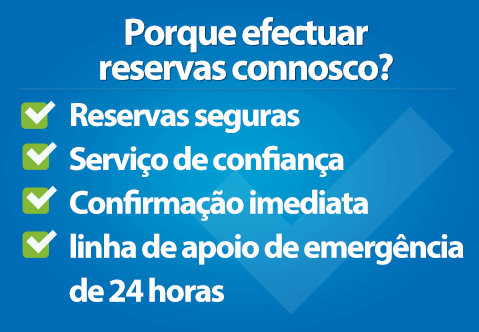 Porque efectuar
reservas connosco?
Reservas seguras
Serviço de confiança
Confirmação imediata
linha de apoio de emergência
de 24 horas